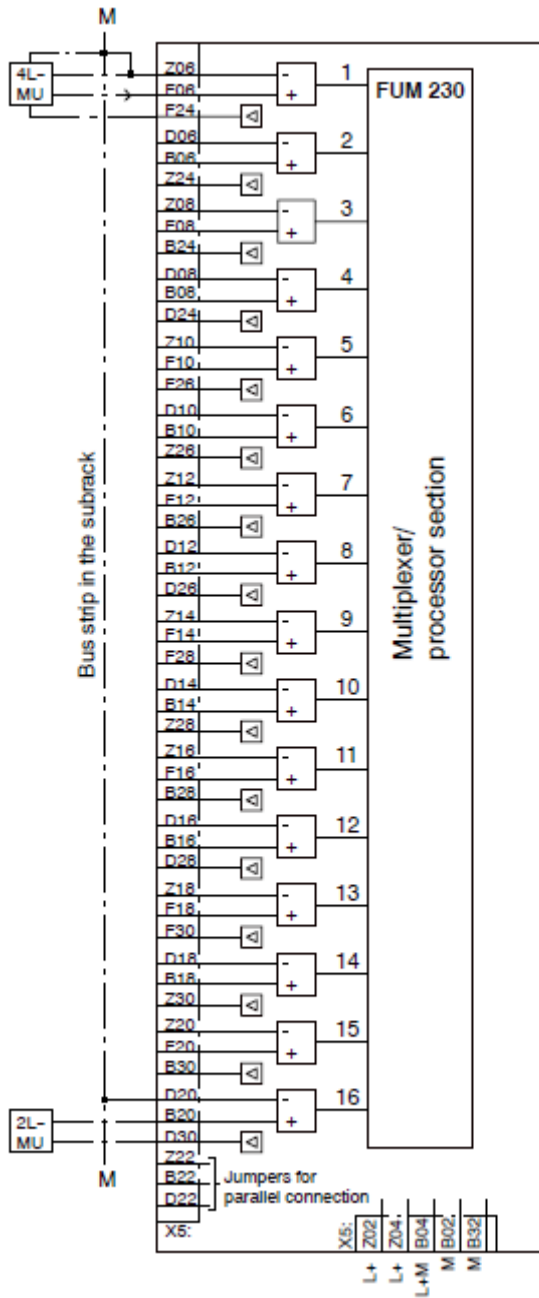 M
4L-
MU
Z06
F06
F24
D06
B06
Z24
Z08
F08
B24
D08
B08
D24
Z10
F10
F26
D10
B10
Z26
Z12
F12
B26
D12
B12
D26
Z14
F14
F28
D14
B14
Z28
Z16
F16
B28
D16
B16
D28
Z18
F18
F30
D18
B18
Z30
Z20
F20
B30
D20
B20
D30
Z22
B22
D22
X5:
- + 1
- + 2
- + 3
- + 4
- + 5
- + 6
- + 7
- + 8
- + 9
- + 10
- + 11
- + 12
- + 13
- + 14
- + 15
- + 16
FUM 230
Multiplexer/
processor section
Bus strip in the subrack
2L-
MU
M
Jumpers for
parallel connection
X5: Z02 Z04 B04 B02 B32
L+ L+ L+M M M